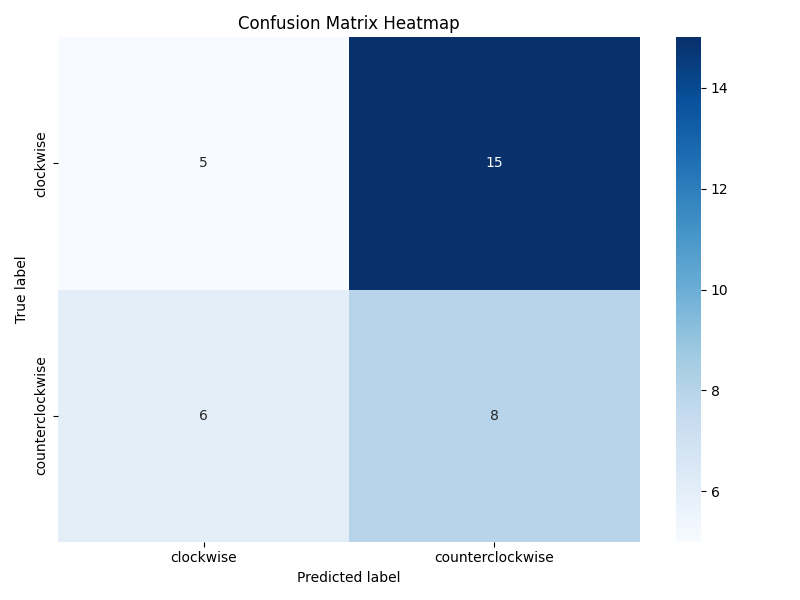 Confusion Matrix Heatmap
True label
clockwise
counterclockwise
5
15
6
8
clockwise
counterclockwise
Predicted label
14
12
10
8
6